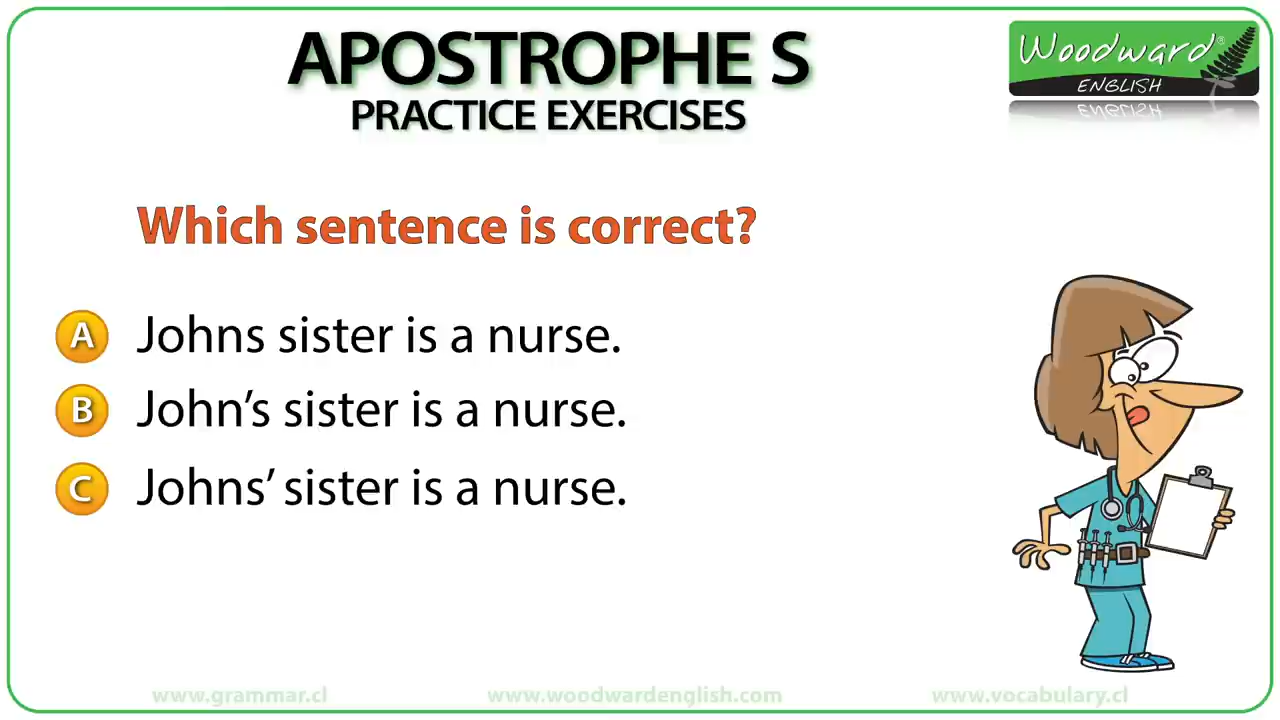 APOSTROPHE S
PRACTICE EXERCISES
Woodward®
ENGLISH
Which sentence is correct?
A Johns sister is a nurse.
B John’s sister is a nurse.
C Johns’ sister is a nurse.
www.grammar.cl www.woodwardenglish.com www.vocabulary.cl